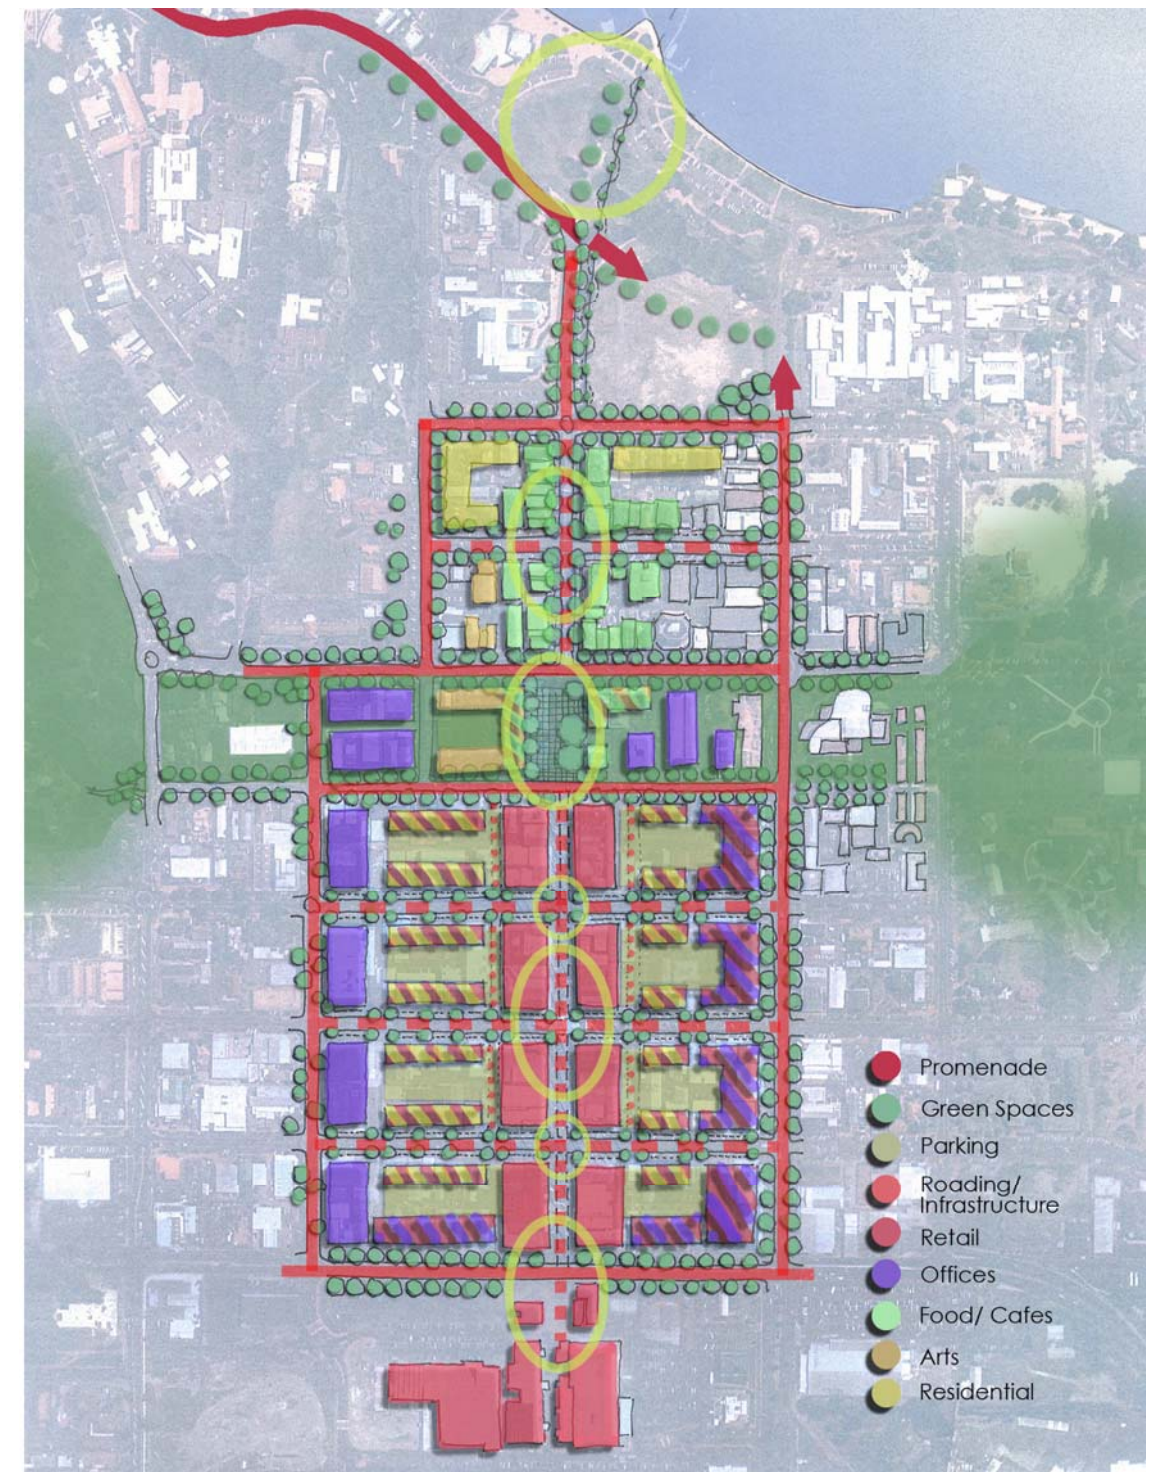 Promenade
Green Spaces
Parking
Roading/
Infrastructure
Retail
Offices
Food/ Cafes
Arts
Residential